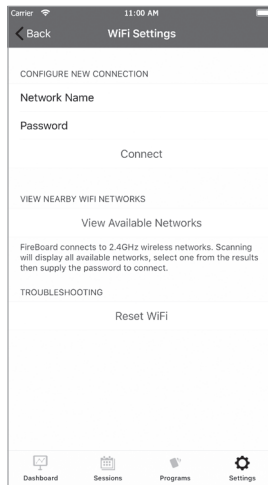 Carrier 11:00 AM
Back WiFi Settings
CONFIGURE NEW CONNECTION
Network Name
Password
Connect
VIEW NEARBY WIFI NETWORKS
View Available Networks
FireBoard connects to 2.4GHz wireless networks. Scanning
will display all available networks, select one from the results
then supply the password to connect.
TROUBLESHOOTING
Reset WiFi
Dashboard Sessions Programs Settings